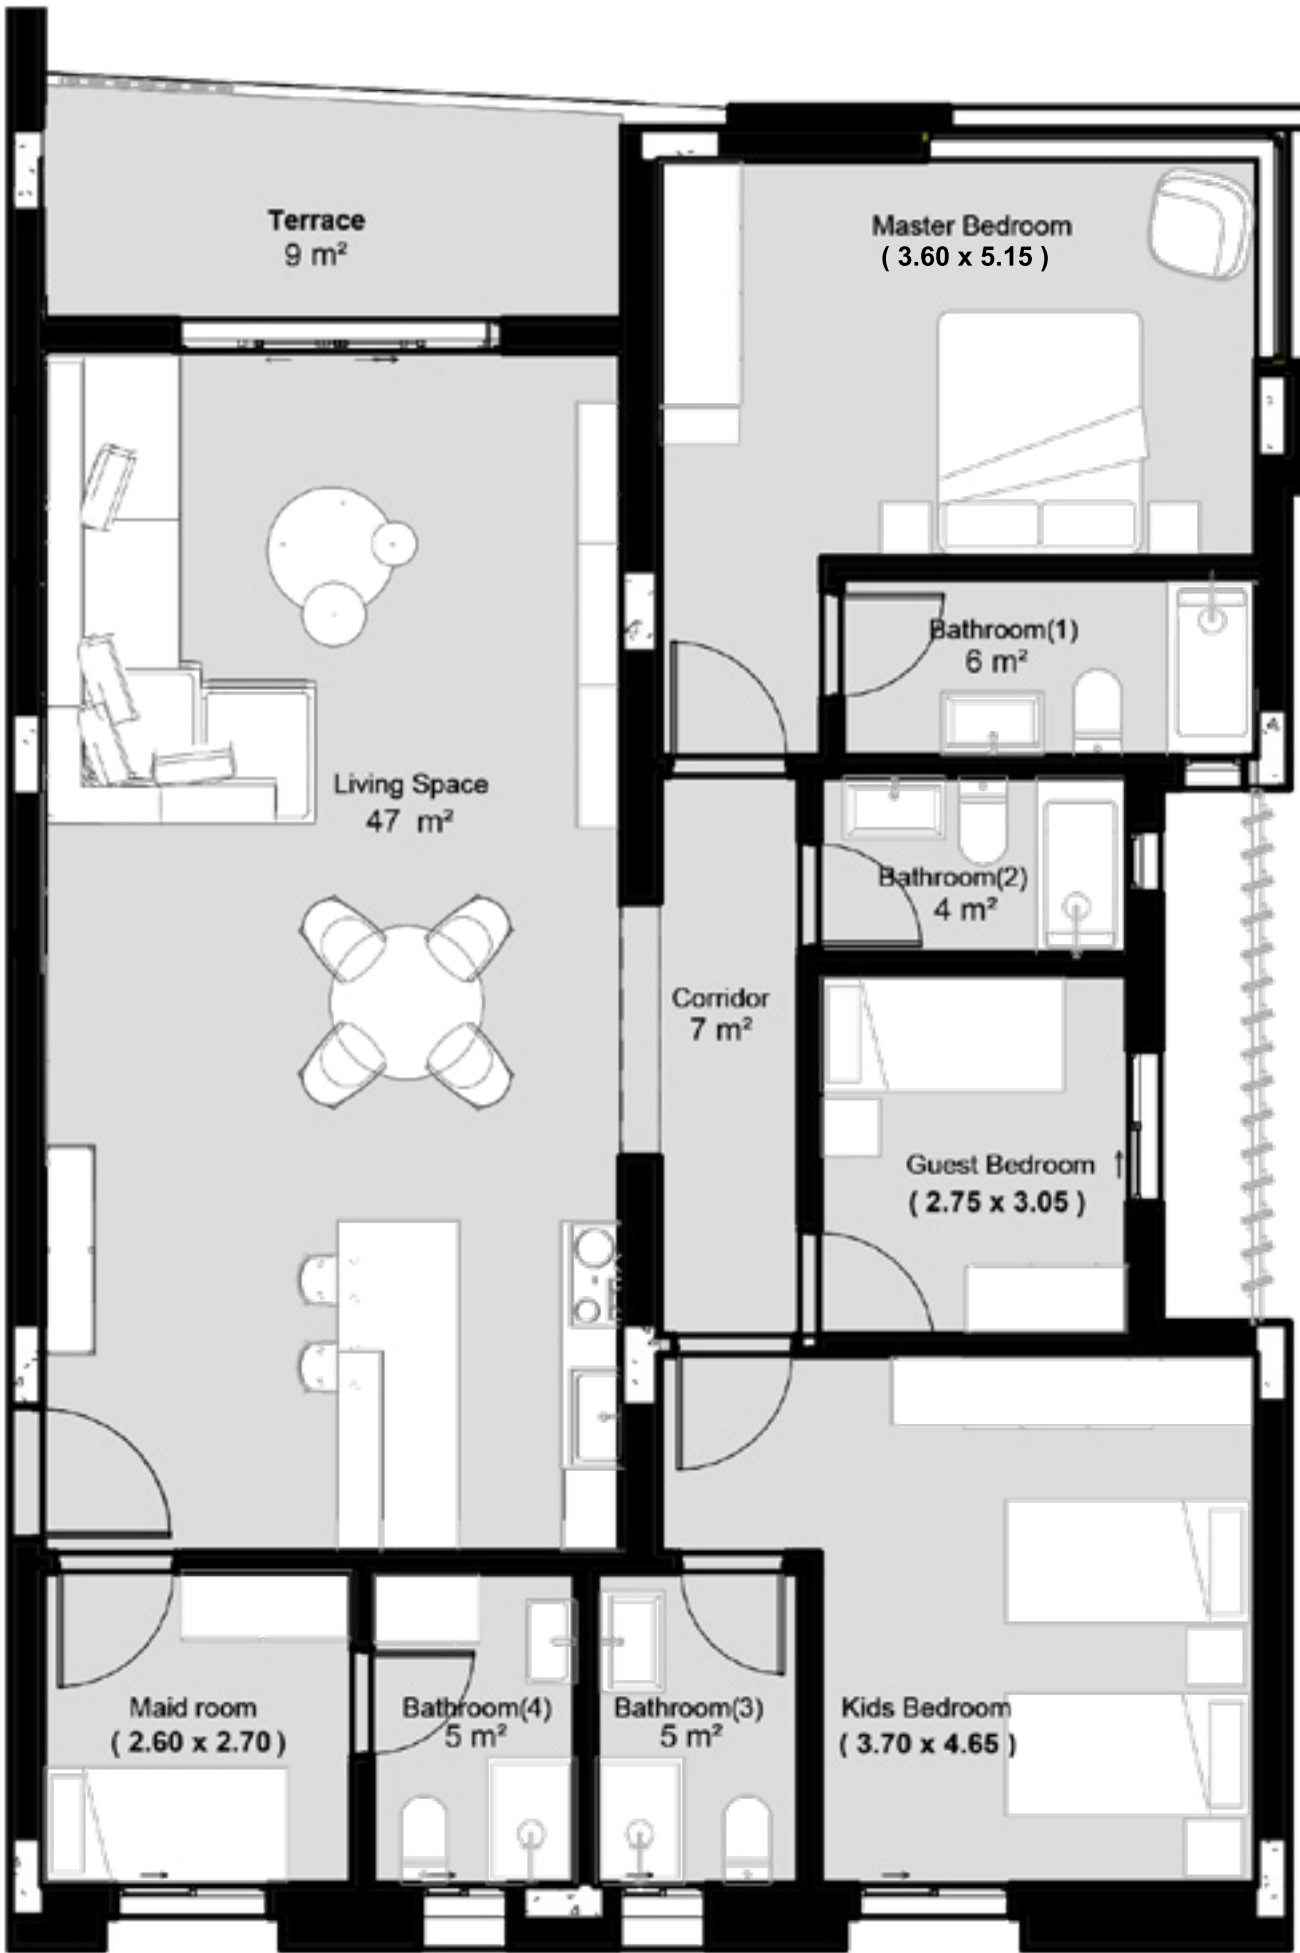 Terrace
9 m²
Master Bedroom
( 3.60 x 5.15 )
Bathroom(1)
6 m²
Living Space
47 m²
Bathroom(2)
4 m²
Corridor
7 m²
Guest Bedroom
( 2.75 x 3.05 )
Maid room
( 2.60 x 2.70 )
Bathroom(4)
5 m²
Bathroom(3)
5 m²
Kids Bedroom
( 3.70 x 4.65 )